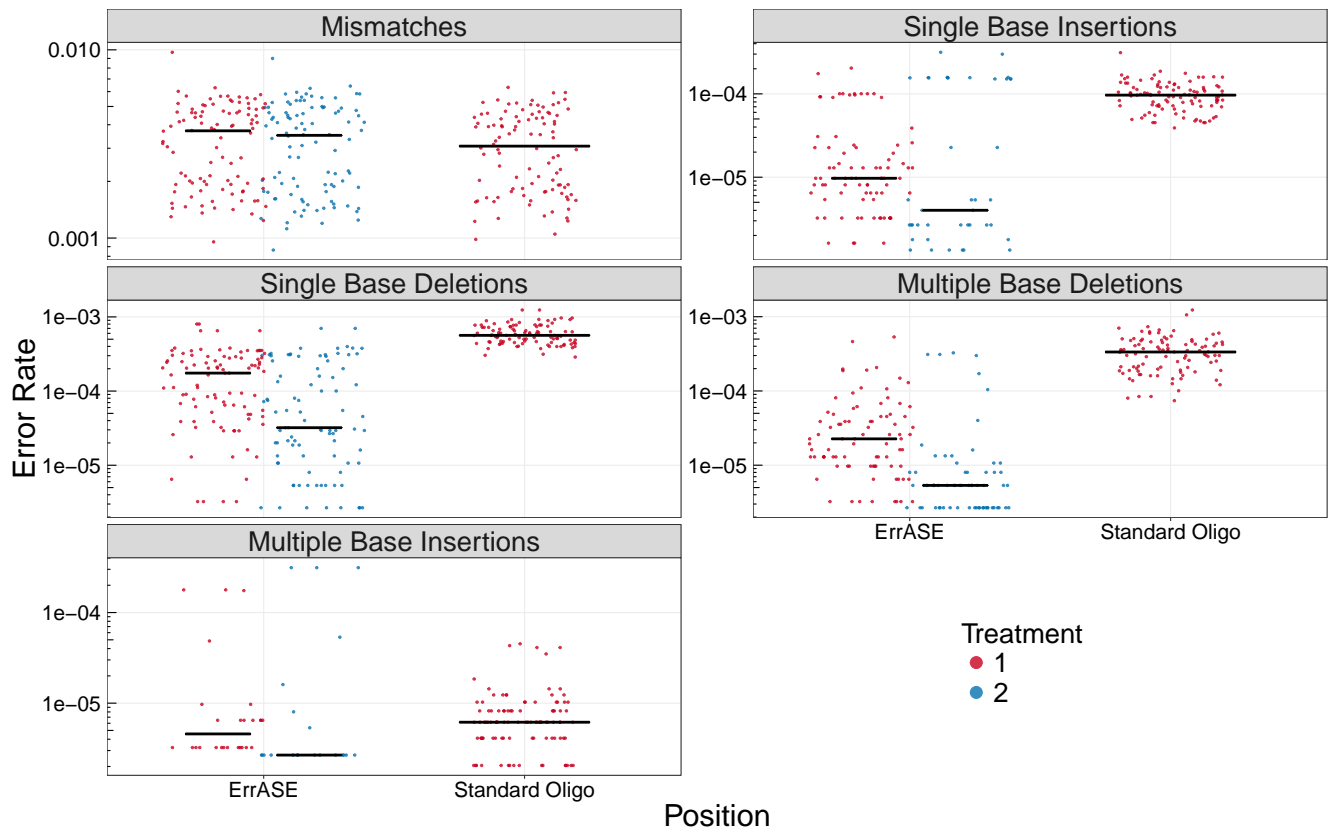 Mismatches
Single Base Insertions
0.010
0.001
1e−04
1e−05
Single Base Deletions
Multiple Base Deletions
1e−03
1e−04
1e−05
1e−03
1e−04
1e−05
Error Rate
ErrASE
Standard Oligo
Multiple Base Insertions
1e−04
1e−05
ErrASE
Standard Oligo
Treatment
1
2
Position